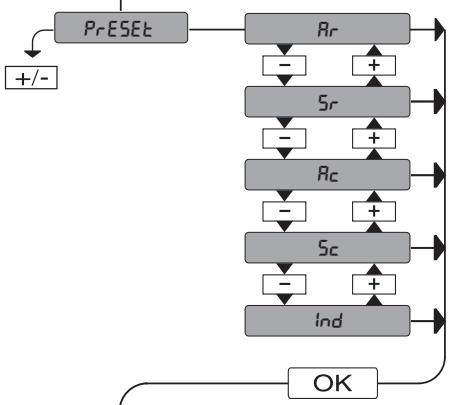 PrESEt
Ar
+/-
- +
Sr
- +
Ac
- +
Sc
- +
Ind
OK